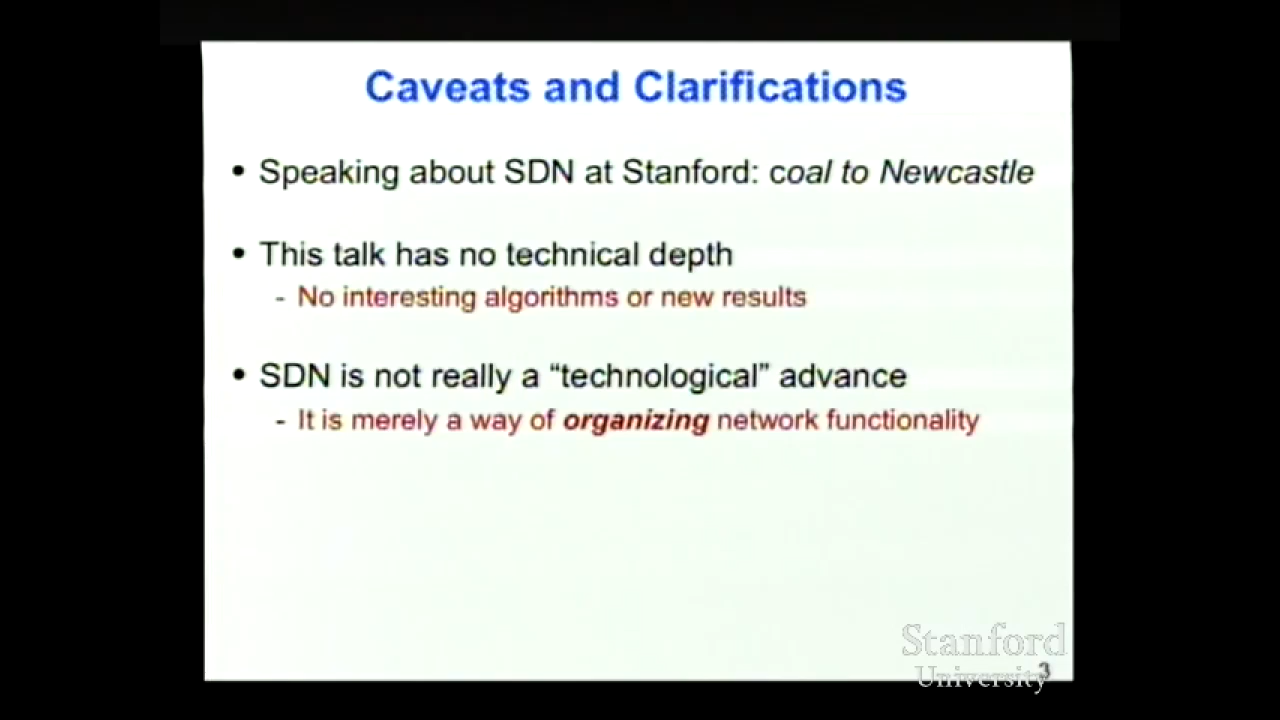 Caveats and Clarifications
• Speaking about SDN at Stanford: coal to Newcastle
• This talk has no technical depth
- No interesting algorithms or new results
• SDN is not really a “technological” advance
- It is merely a way of organizing network functionality
Stanford
University
3